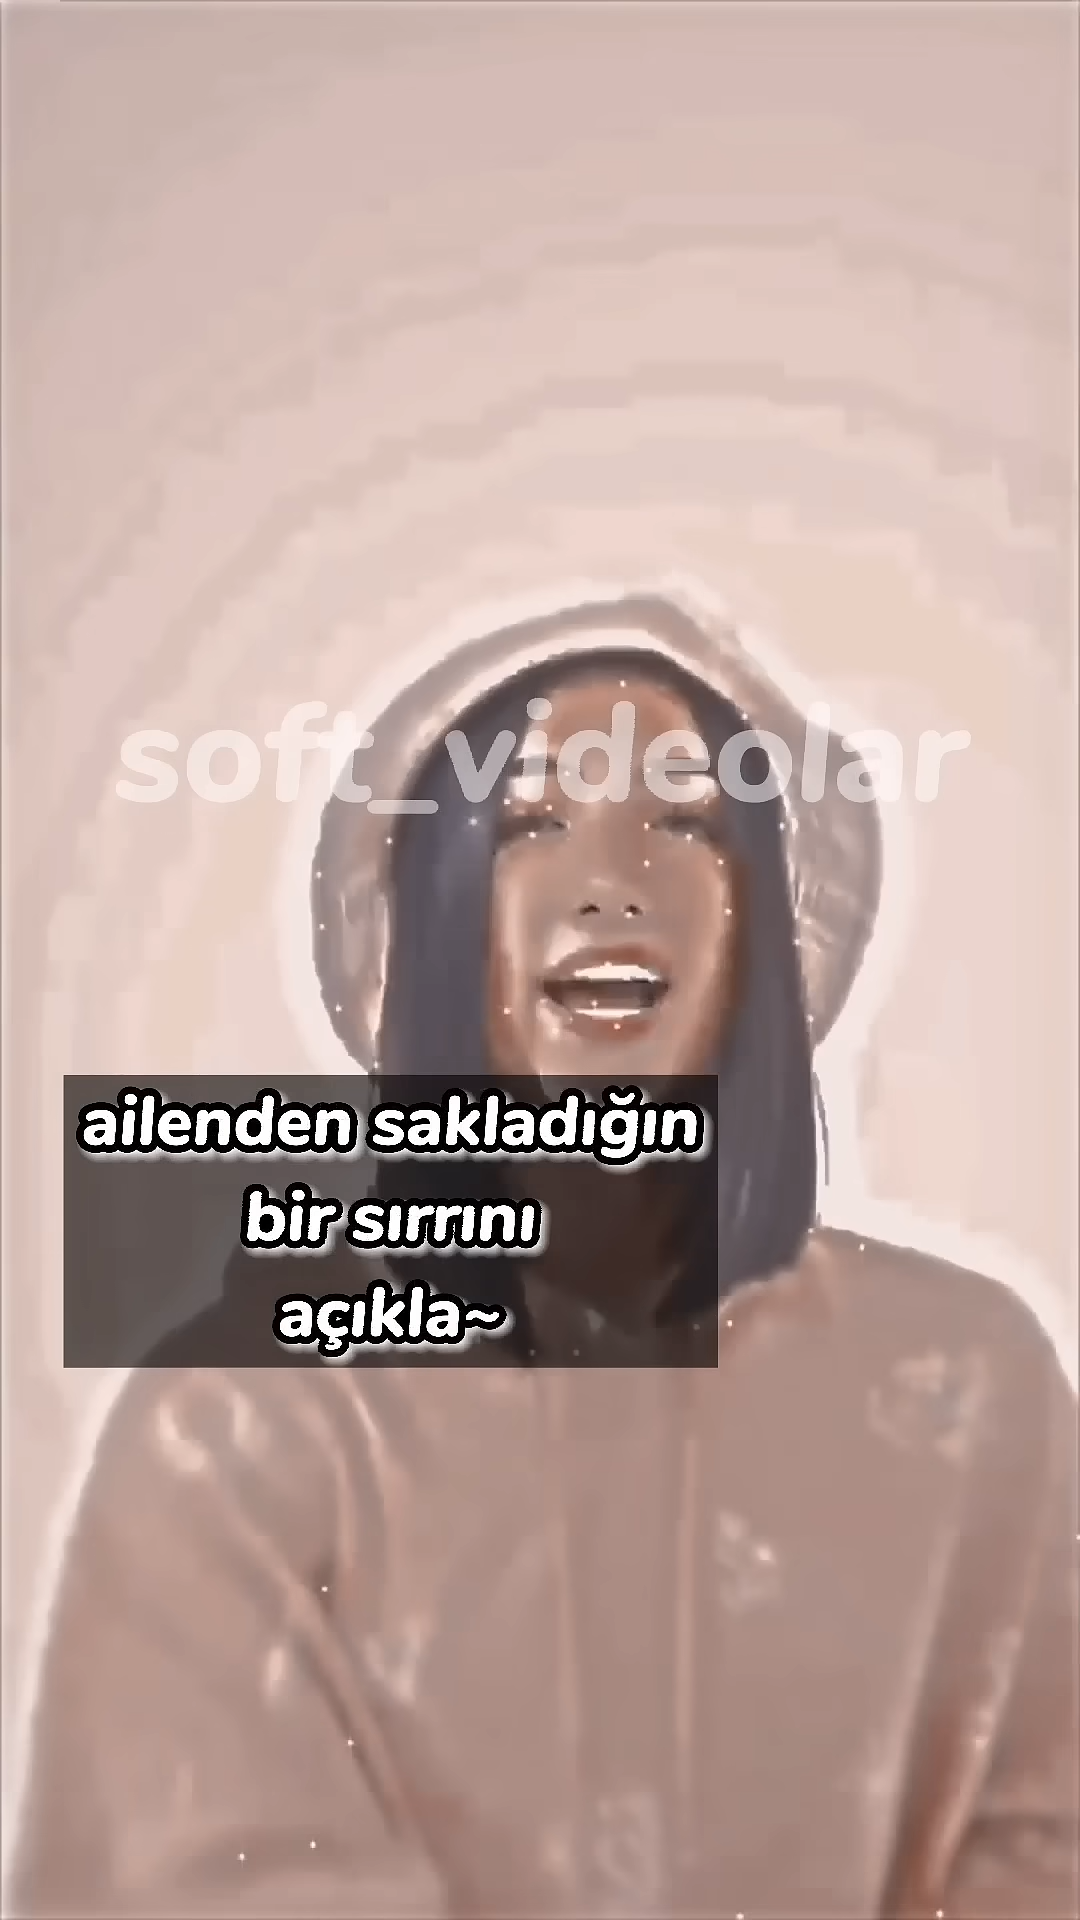 soft_videolar
ailenden sakladığın
bir sırrını
açıkla~